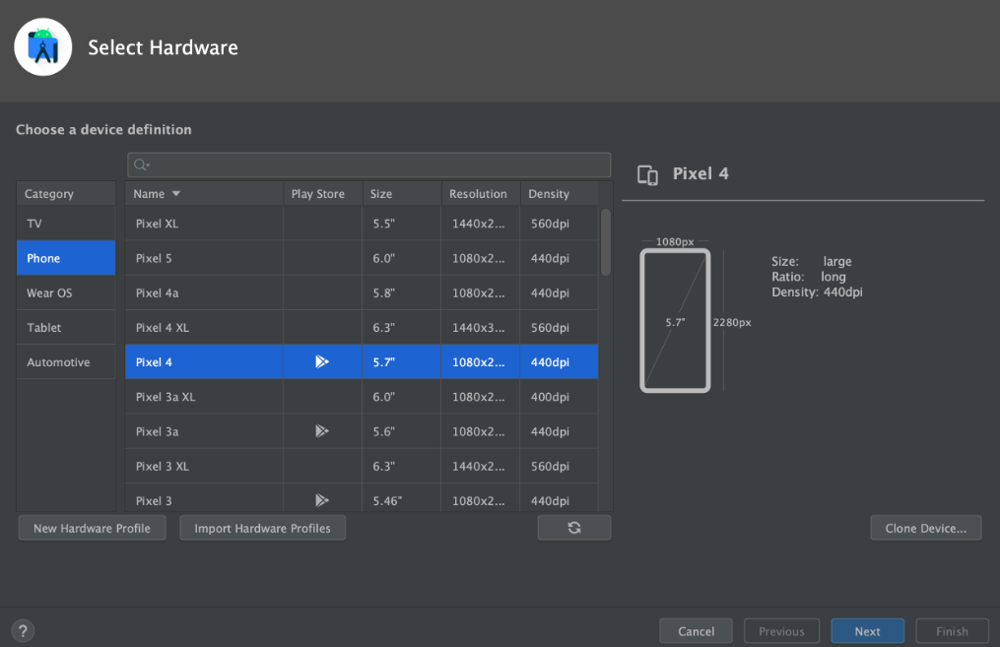 Select Hardware
Choose a device definition
Category
TV
Phone
Wear OS
Tablet
Automotive
Name Play Store Size Resolution Density
Pixel XL 5.5" 1440x2... 560dpi
Pixel 5 6.0" 1080x2... 440dpi
Pixel 4a 5.8" 1080x2... 440dpi
Pixel 4 XL 6.3" 1440x3... 560dpi
Pixel 4 5.7" 1080x2... 440dpi
Pixel 3a XL 6.0" 1080x2... 400dpi
Pixel 3a 5.6" 1080x2... 440dpi
Pixel 3 XL 6.3" 1440x2... 560dpi
Pixel 3 5.46" 1080x2... 440dpi
Pixel 4
1080px
5.7"
2280px
Size: large
Ratio: long
Density: 440dpi
New Hardware Profile
Import Hardware Profiles
Clone Device...
?
Cancel
Previous
Next
Finish